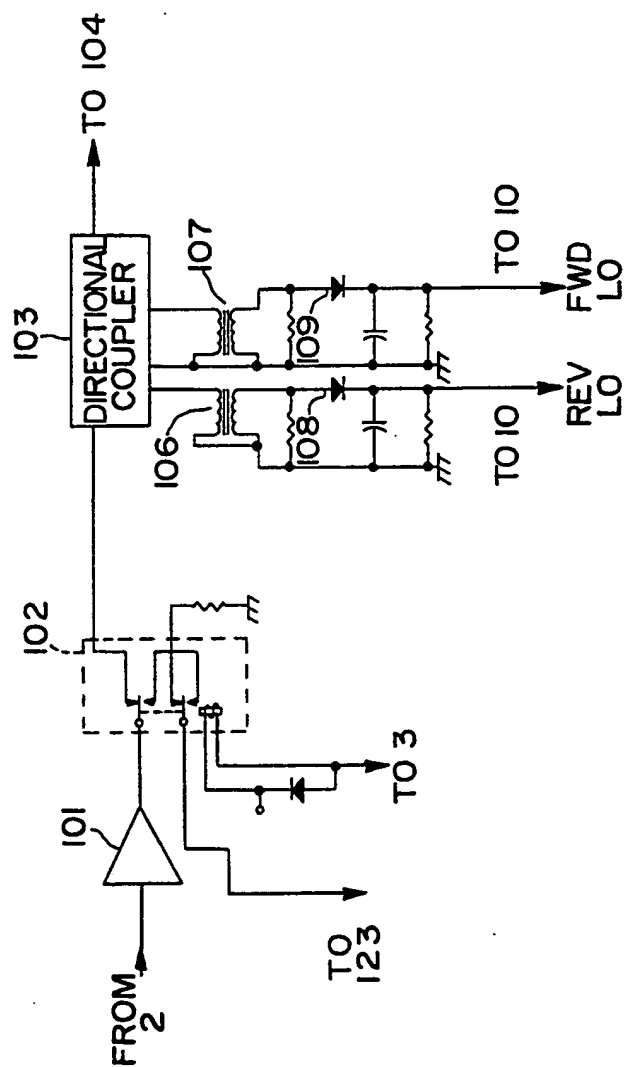 FROM
2
101
TO
123
102
TO 3
103
DIRECTIONAL
COUPLER
TO 104
106
107
108
109
TO 10
REV
LO
TO 10
FWD
LO